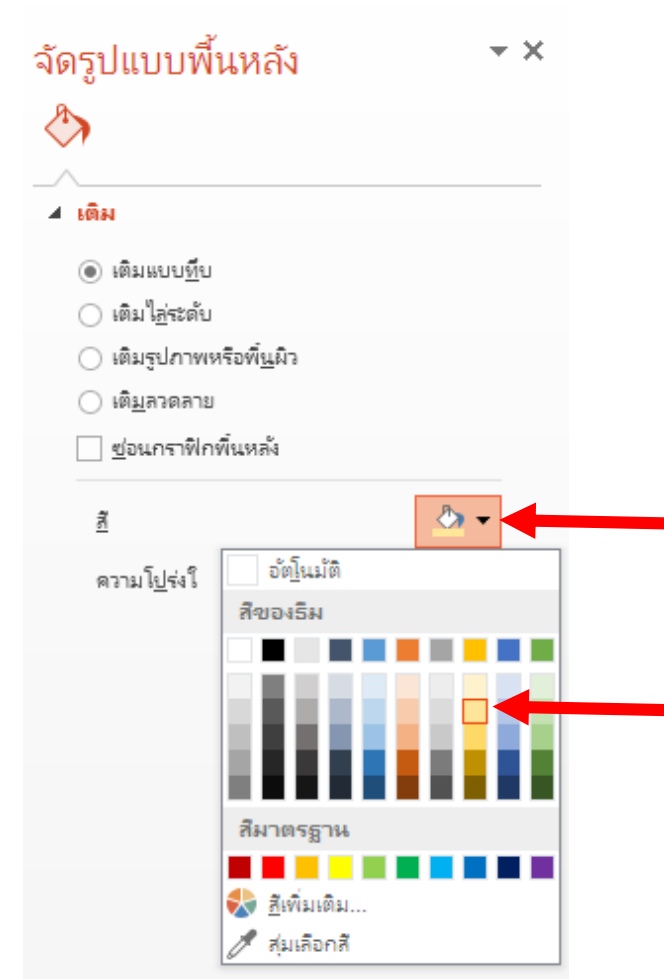 จัดรูปแบบพื้นหลัง
เติม
เติมแบบทึบ
เติมไล่ระดับ
เติมรูปภาพหรือพื้นผิว
เติมลวดลาย
ซ่อนกราฟิกพื้นหลัง
สี
ความโปร่งใ
อัตโนมัติ
สีของธีม
สีมาตรฐาน
สีเพิ่มเติม...
สุ่มเลือกสี